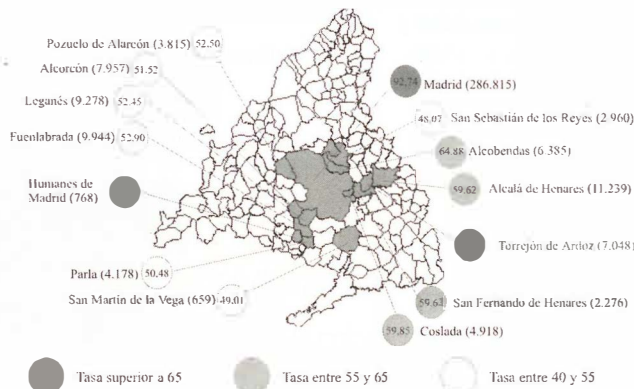 Pozuelo de Alarcón (3.815) 52.50
Alcorcón (7.957) 51.52
Leganés (9.278) 52.45
Fuenlabrada (9.944) 52.90
Humanes de
Madrid (768)
Parla (4.178) 50,48
San Martín de la Vega (659) 49.01
92,74 Madrid (286.815)
48,07 San Sebastián de los Reyes (2.960)
64.88 Alcobendas (6.385)
59.62 Alcalá de Henares (11.239)
Torrejón de Ardoz (7.048)
59,63 San Fernando de Henares (2.276)
59,85 Coslada (4.918)
Tasa superior a 65
Tasa entre 55 y 65
Tasa entre 40 y 55